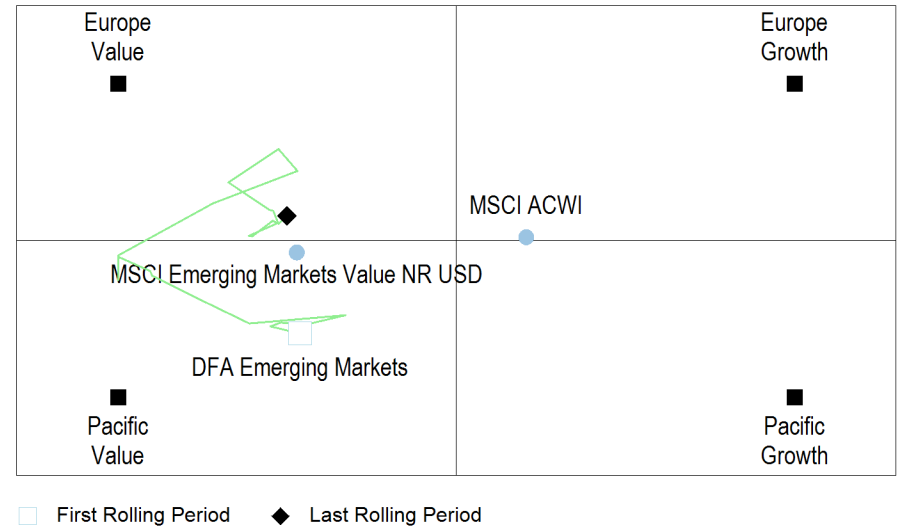 Europe
Value
Europe
Growth
MSCI ACWI
MSCI Emerging Markets Value NR USD
DFA Emerging Markets
Pacific
Value
Pacific
Growth
First Rolling Period
Last Rolling Period